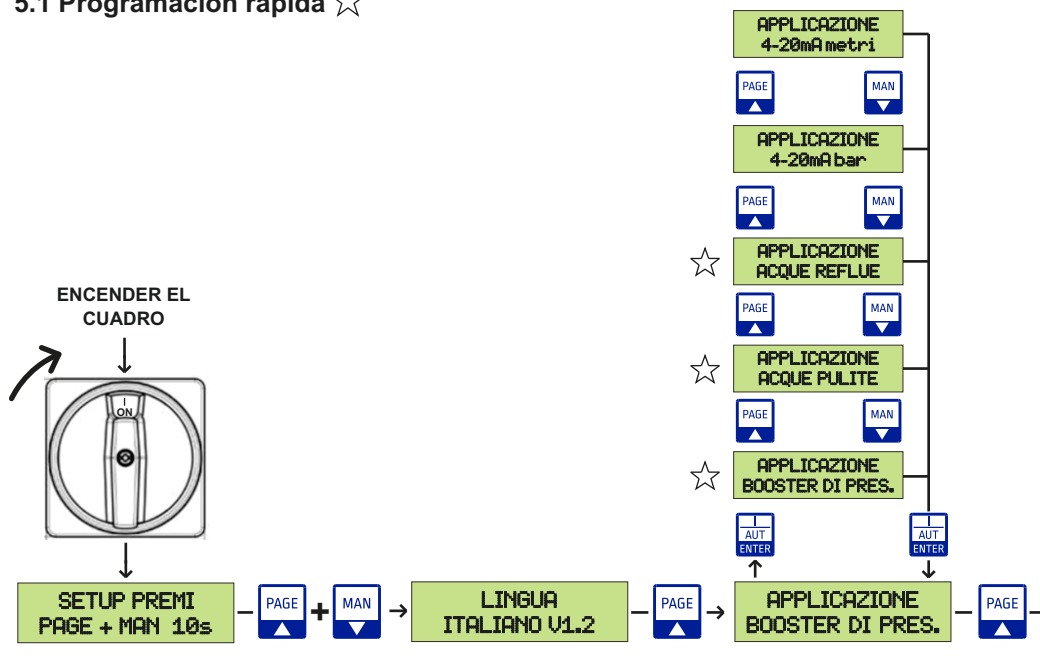 5.1 Programación rápida ☆
APPLICAZIONE
4-20mA metri
PAGE
MAN
APPLICAZIONE
4-20mA bar
PAGE
MAN
APPLICAZIONE
ACQUE REFLUE
PAGE
MAN
APPLICAZIONE
ACQUE PULITE
PAGE
MAN
APPLICAZIONE
BOOSTER DI PRES.
I
AUT
ENTER
I
AUT
ENTER
ENCENDER EL
CUADRO
I
ON
SETUP PREMI
PAGE + MAN 10s
PAGE
+
MAN
LINGUA
ITALIANO V1.2
PAGE
APPLICAZIONE
BOOSTER DI PRES.
PAGE